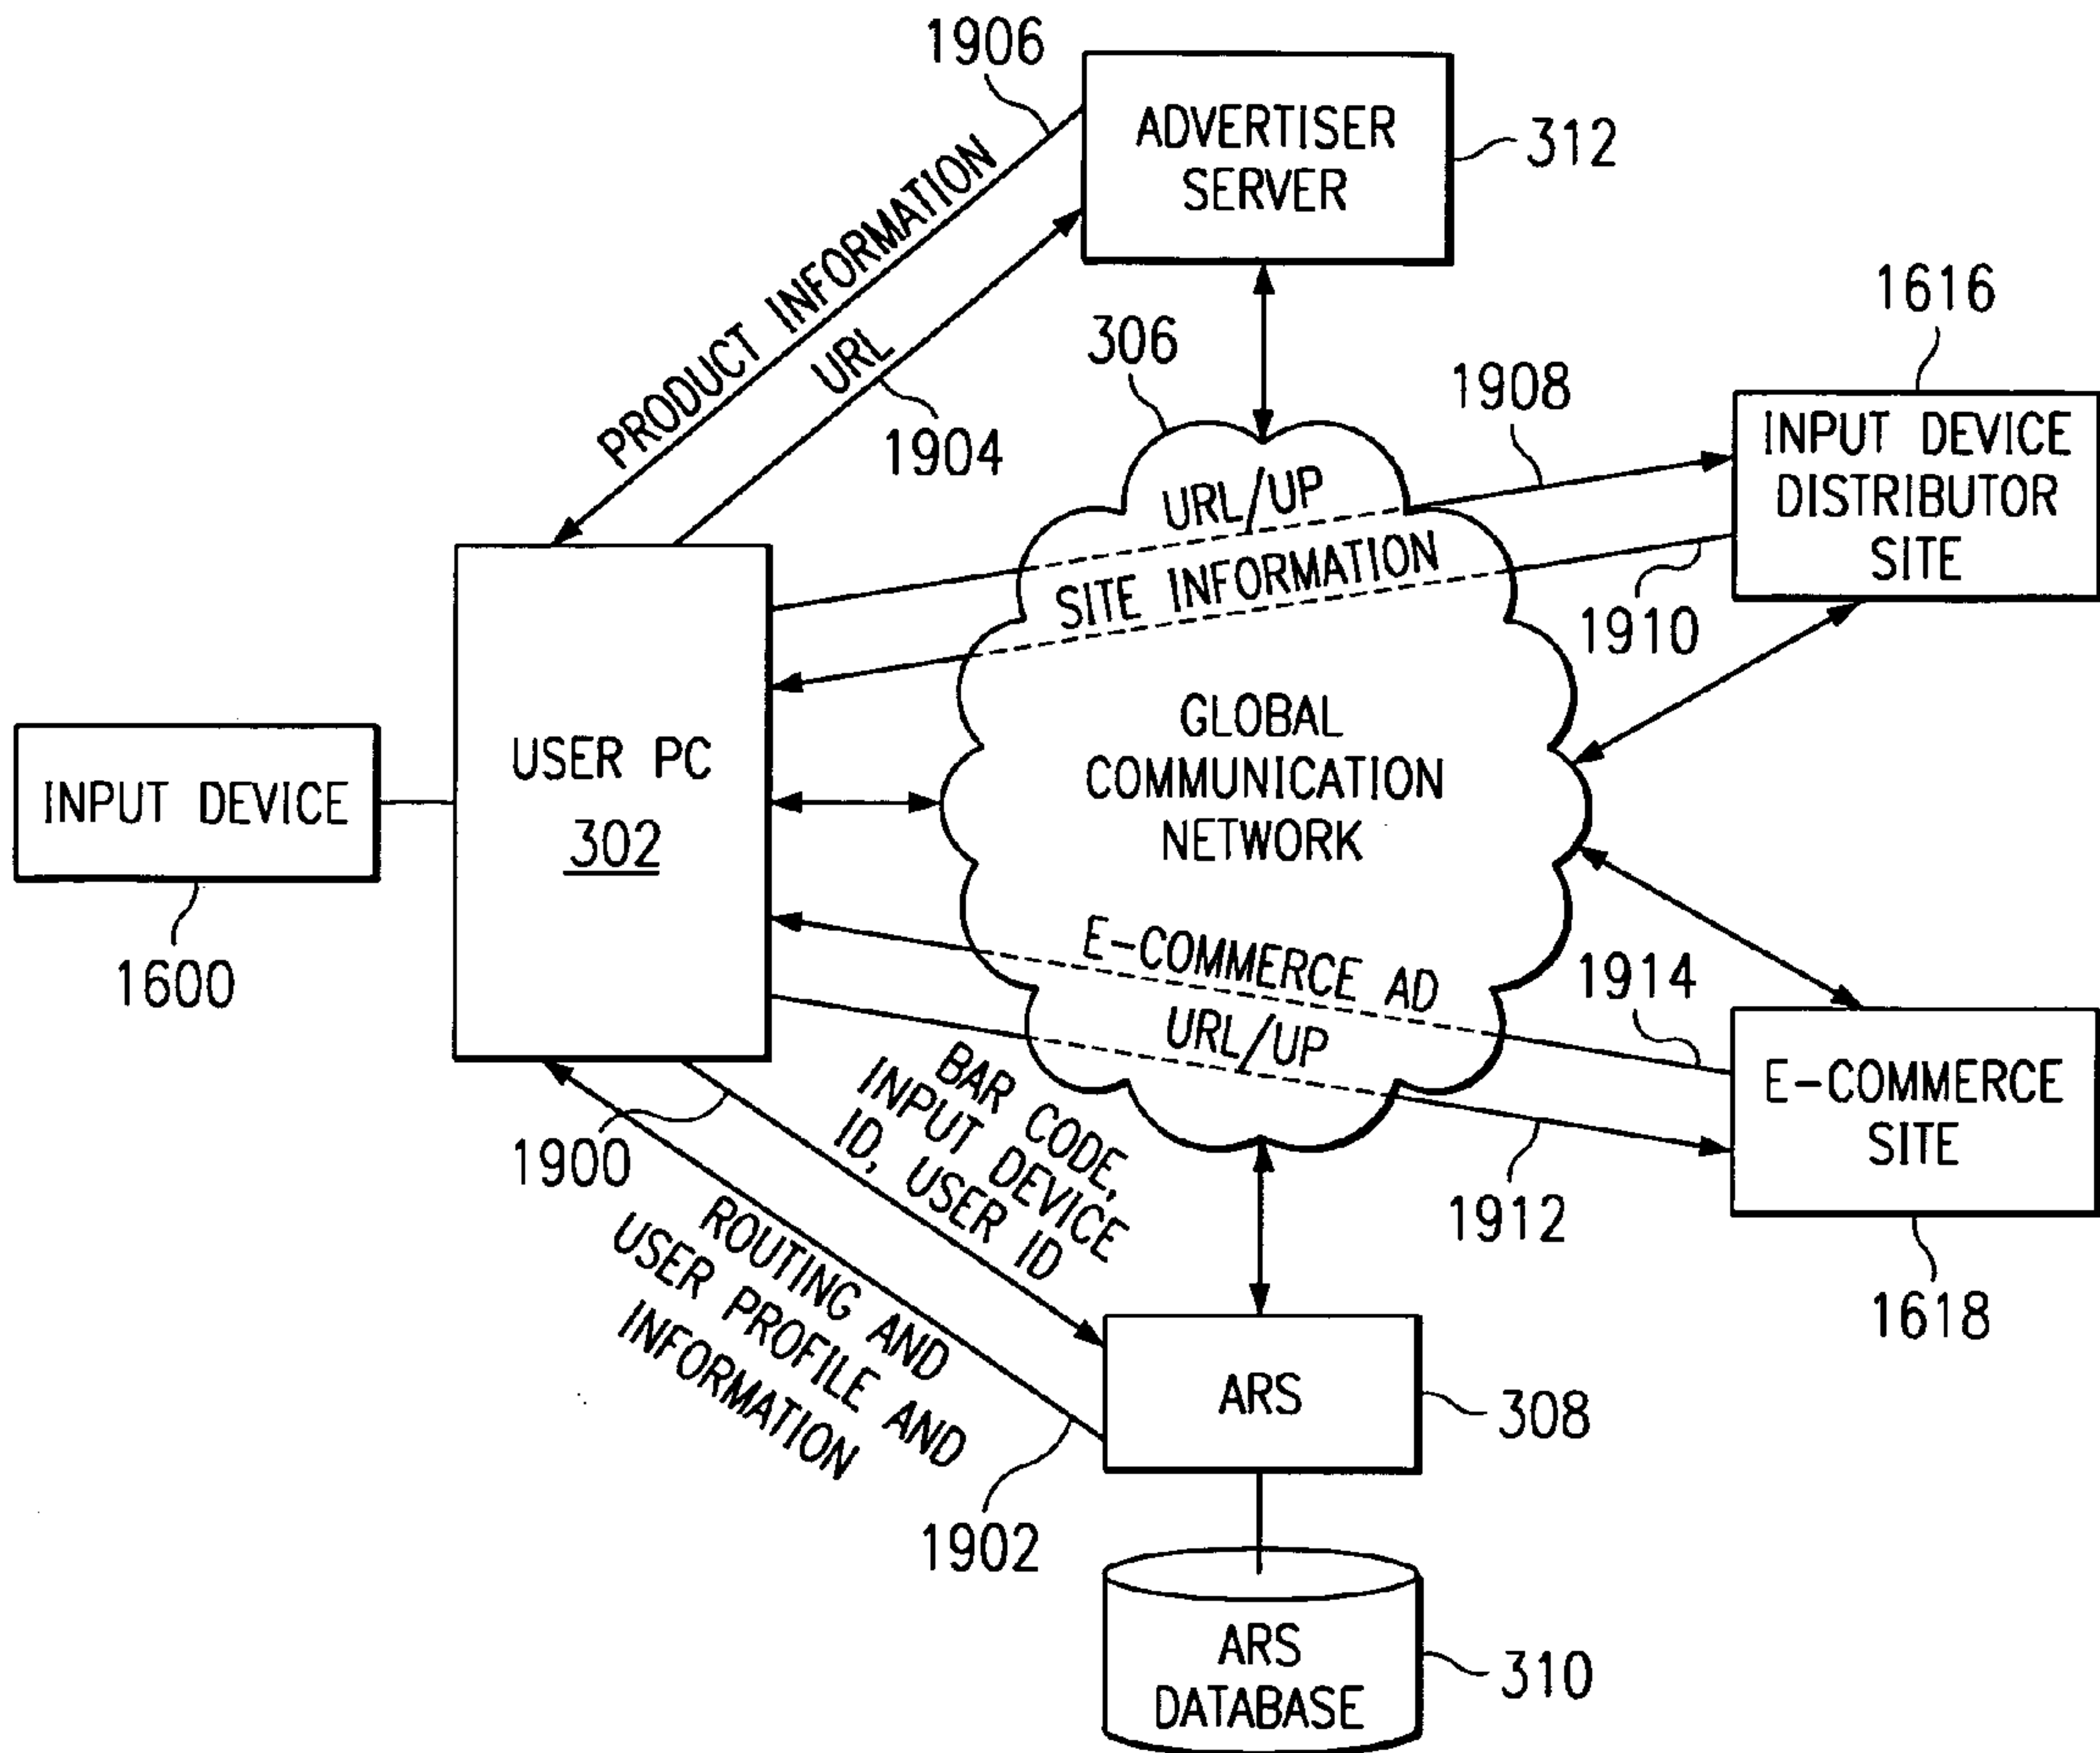 1906
ADVERTISER
SERVER
312
PRODUCT INFORMATION
URL
1904
306
1616
1908
INPUT DEVICE
DISTRIBUTOR
SITE
URL/UP
SITE INFORMATION
1910
GLOBAL
COMMUNICATION
NETWORK
USER PC
302
INPUT DEVICE
1600
E-COMMERCE AD
URL/UP
1914
E-COMMERCE
SITE
1912
1618
1900
BAR CODE,
INPUT DEVICE
ID, USER ID
ROUTING AND
USER PROFILE AND
INFORMATION
1902
ARS
308
ARS
DATABASE
310